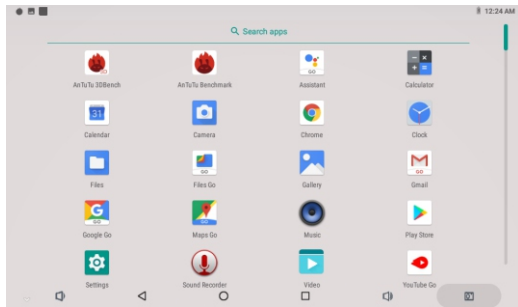 12:24 AM
Search apps
AnTuTu 3DBench
AnTuTu Benchmark
Assistant
Calculator
Calendar
Camera
Chrome
Clock
Files
Files Go
Gallery
Gmail
Google Go
Maps Go
Music
Play Store
Settings
Sound Recorder
Video
YouTube Go